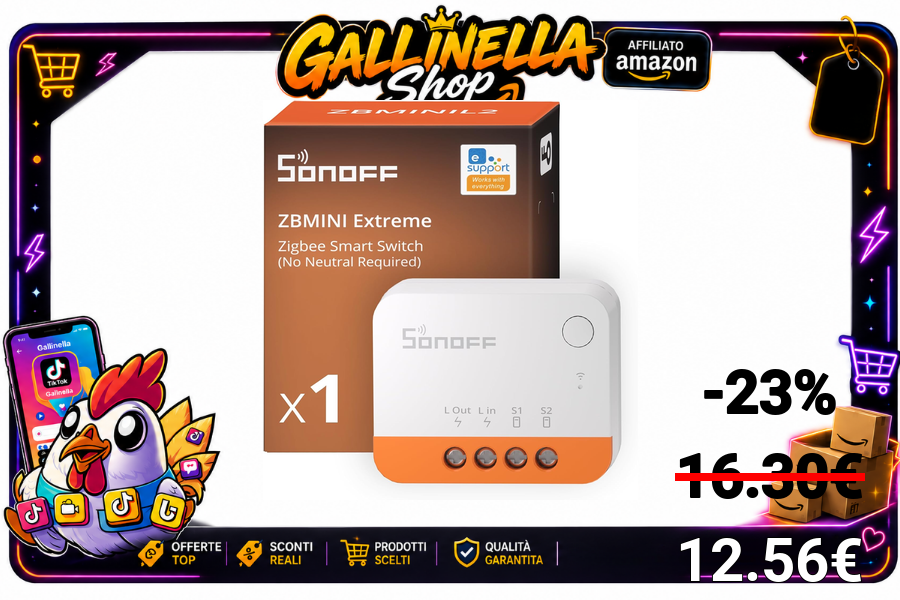 GALLINELLA
Shop
AFFILIATO
amazon
ZBMINIL2
SONOFF
e
support
Works with
everything
ZBMINI Extreme
Zigbee Smart Switch
(No Neutral Required)
x1
SONOFF
L Out L in S1 S2
Gallinella
TikTok
Gallinella
-23%
16.30€
12.56€
OFFERTE
TOP
SCONTI
REALI
PRODOTTI
SCELTI
QUALITÀ
GARANTITA